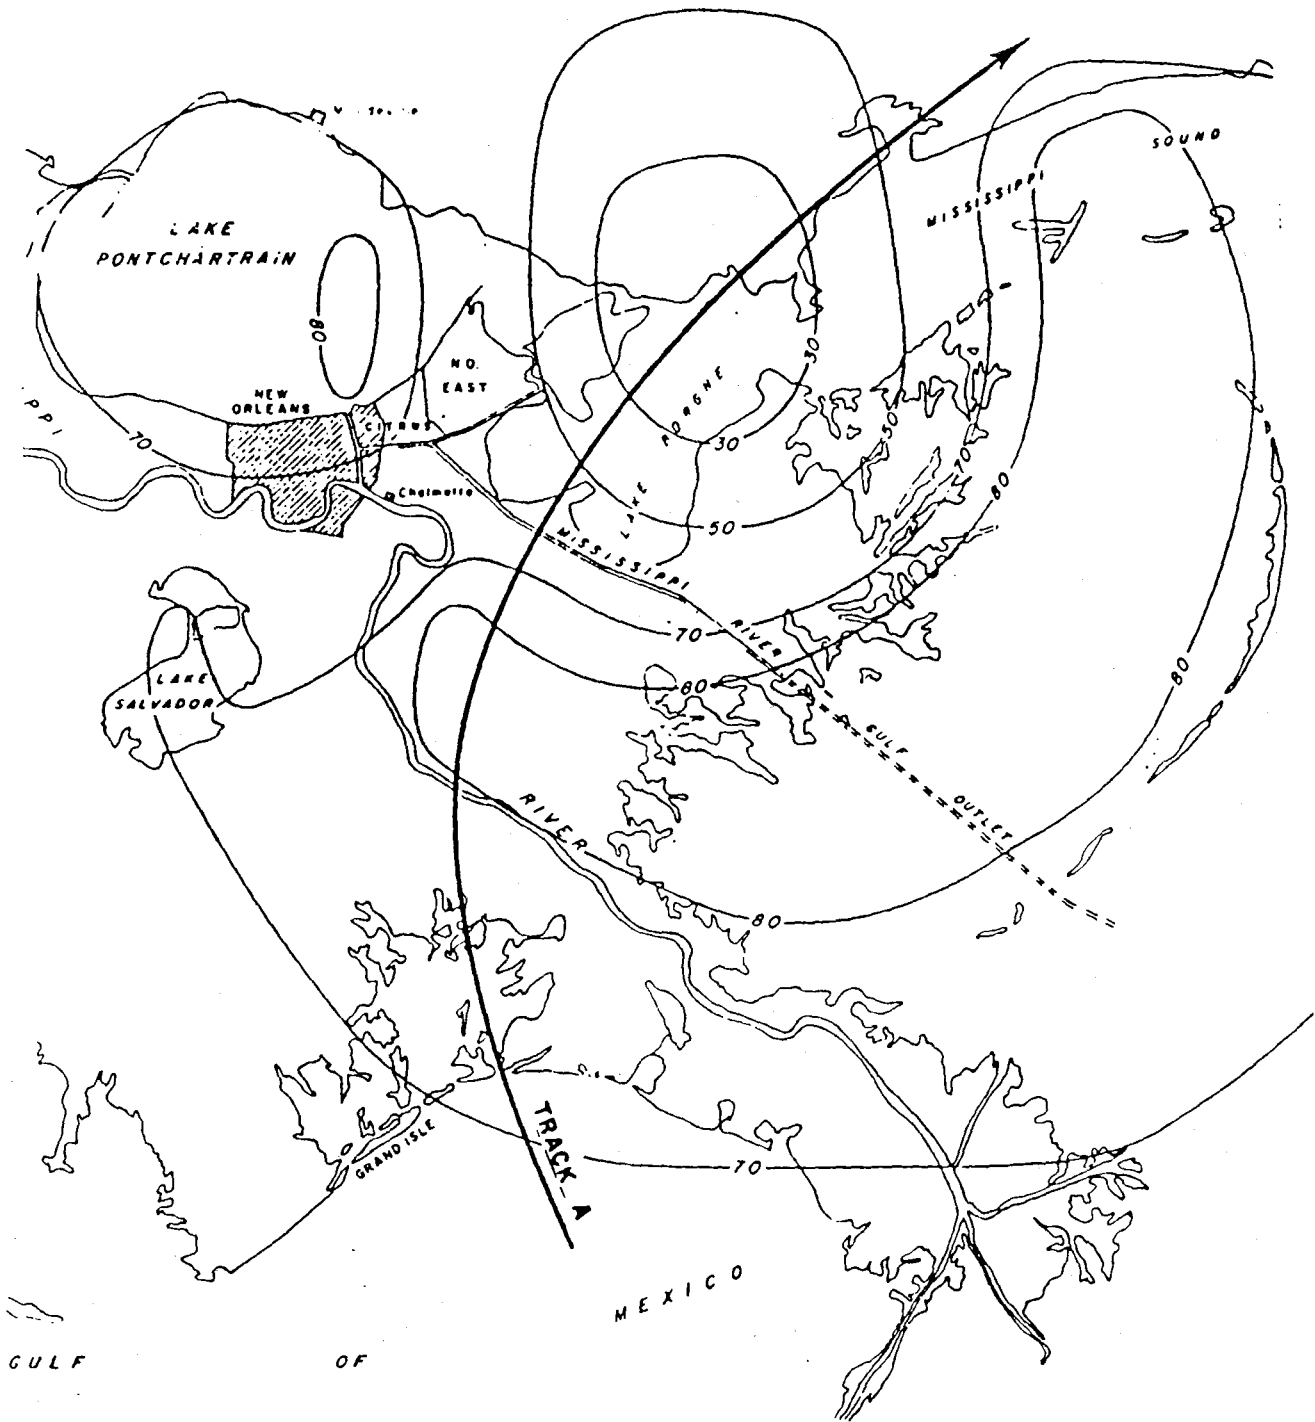 SOUND
MISSISSIPPI
LAKE
PONTCHARTRAIN
80
30
NO.
EAST
NEW
ORLEANS
CITRUS
PPI
70
30
50
70
80
Chalmette
LAKE
50
MISSISSIPPI
70
RIVER
80
80
LAKE
SALVADOR
GULF
OUTLET
RIVER
80
TRACK A
GRAND ISLE
70
MEXICO
GULF
OF